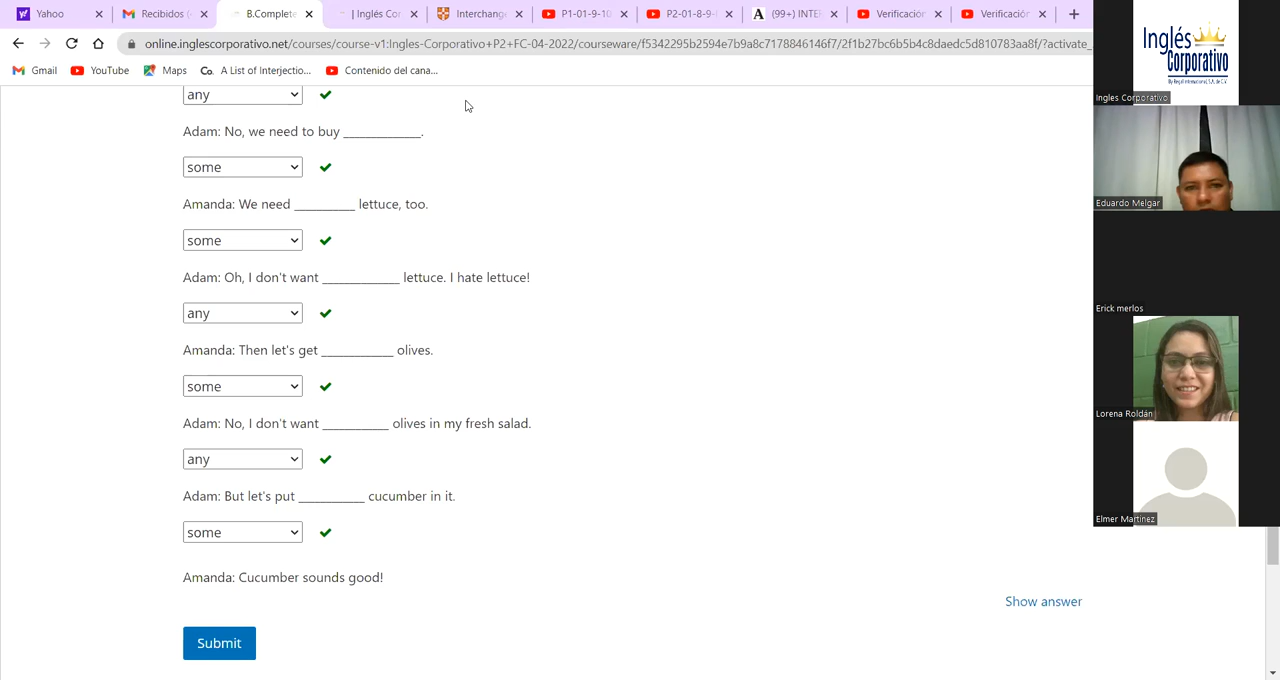 Yahoo
Recibidos (
B.Complete
| Inglés Cor
Interchang
P1-01-9-10
P2-01-8-9-
(99+) INTE
Verificación
Verificación
online.inglescorporativo.net/courses/course-v1:Ingles-Corporativo+P2+FC-04-2022/courseware/f5342295b2594e7b9a8c7178846146f7/2f1b27bc6b5b4c8daedc5d810783aa8f/?activate_
Gmail
YouTube
Maps
Co. A List of Interjectio...
Contenido del cana...
any
Adam: No, we need to buy ____________.
some
Amanda: We need _________ lettuce, too.
some
Adam: Oh, I don't want ____________ lettuce. I hate lettuce!
any
Amanda: Then let's get ___________ olives.
some
Adam: No, I don't want __________ olives in my fresh salad.
any
Adam: But let's put __________ cucumber in it.
some
Amanda: Cucumber sounds good!
Show answer
Submit
Inglés
Corporativo
Ingles Corporativo
Eduardo Melgar
Erick merlos
Lorena Roldán
Elmer Martinez